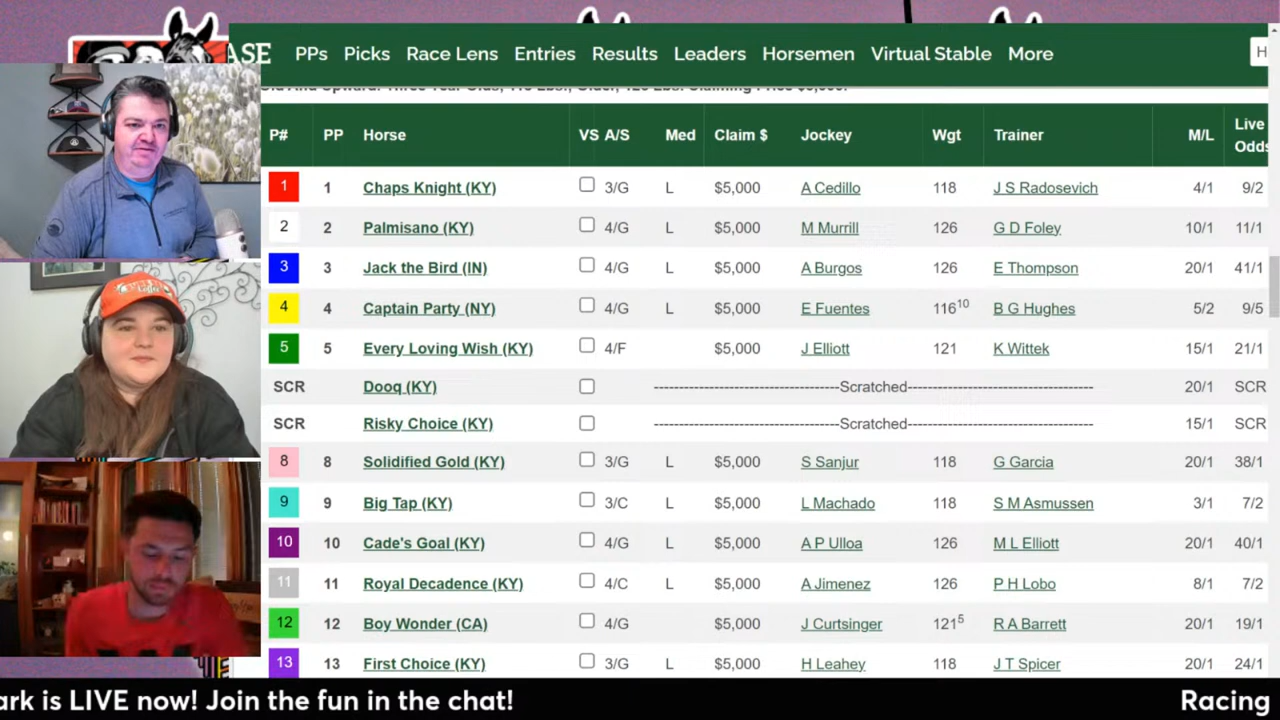 ASE PPs Picks Race Lens Entries Results Leaders Horsemen Virtual Stable More H
P# PP Horse VS A/S Med Claim $ Jockey Wgt Trainer M/L Live Odds
1 1 Chaps Knight (KY) 3/G L $5,000 A Cedillo 118 J S Radosevich 4/1 9/2
2 2 Palmisano (KY) 4/G L $5,000 M Murrill 126 G D Foley 10/1 11/1
3 3 Jack the Bird (IN) 4/G L $5,000 A Burgos 126 E Thompson 20/1 41/1
4 4 Captain Party (NY) 4/G L $5,000 E Fuentes 116¹⁰ B G Hughes 5/2 9/5
5 5 Every Loving Wish (KY) 4/F $5,000 J Elliott 121 K Wittek 15/1 21/1
SCR Dooq (KY) ---Scratched--- 20/1 SCR
SCR Risky Choice (KY) ---Scratched--- 15/1 SCR
8 8 Solidified Gold (KY) 3/G L $5,000 S Sanjur 118 G Garcia 20/1 38/1
9 9 Big Tap (KY) 3/C L $5,000 L Machado 118 S M Asmussen 3/1 7/2
10 10 Cade's Goal (KY) 4/G L $5,000 A P Ulloa 126 M L Elliott 20/1 40/1
11 11 Royal Decadence (KY) 4/C L $5,000 A Jimenez 126 P H Lobo 8/1 7/2
12 12 Boy Wonder (CA) 4/G L $5,000 J Curtsinger 121⁵ R A Barrett 20/1 19/1
13 13 First Choice (KY) 3/G L $5,000 H Leahey 118 J T Spicer 20/1 24/1
ark is LIVE now! Join the fun in the chat! Racing